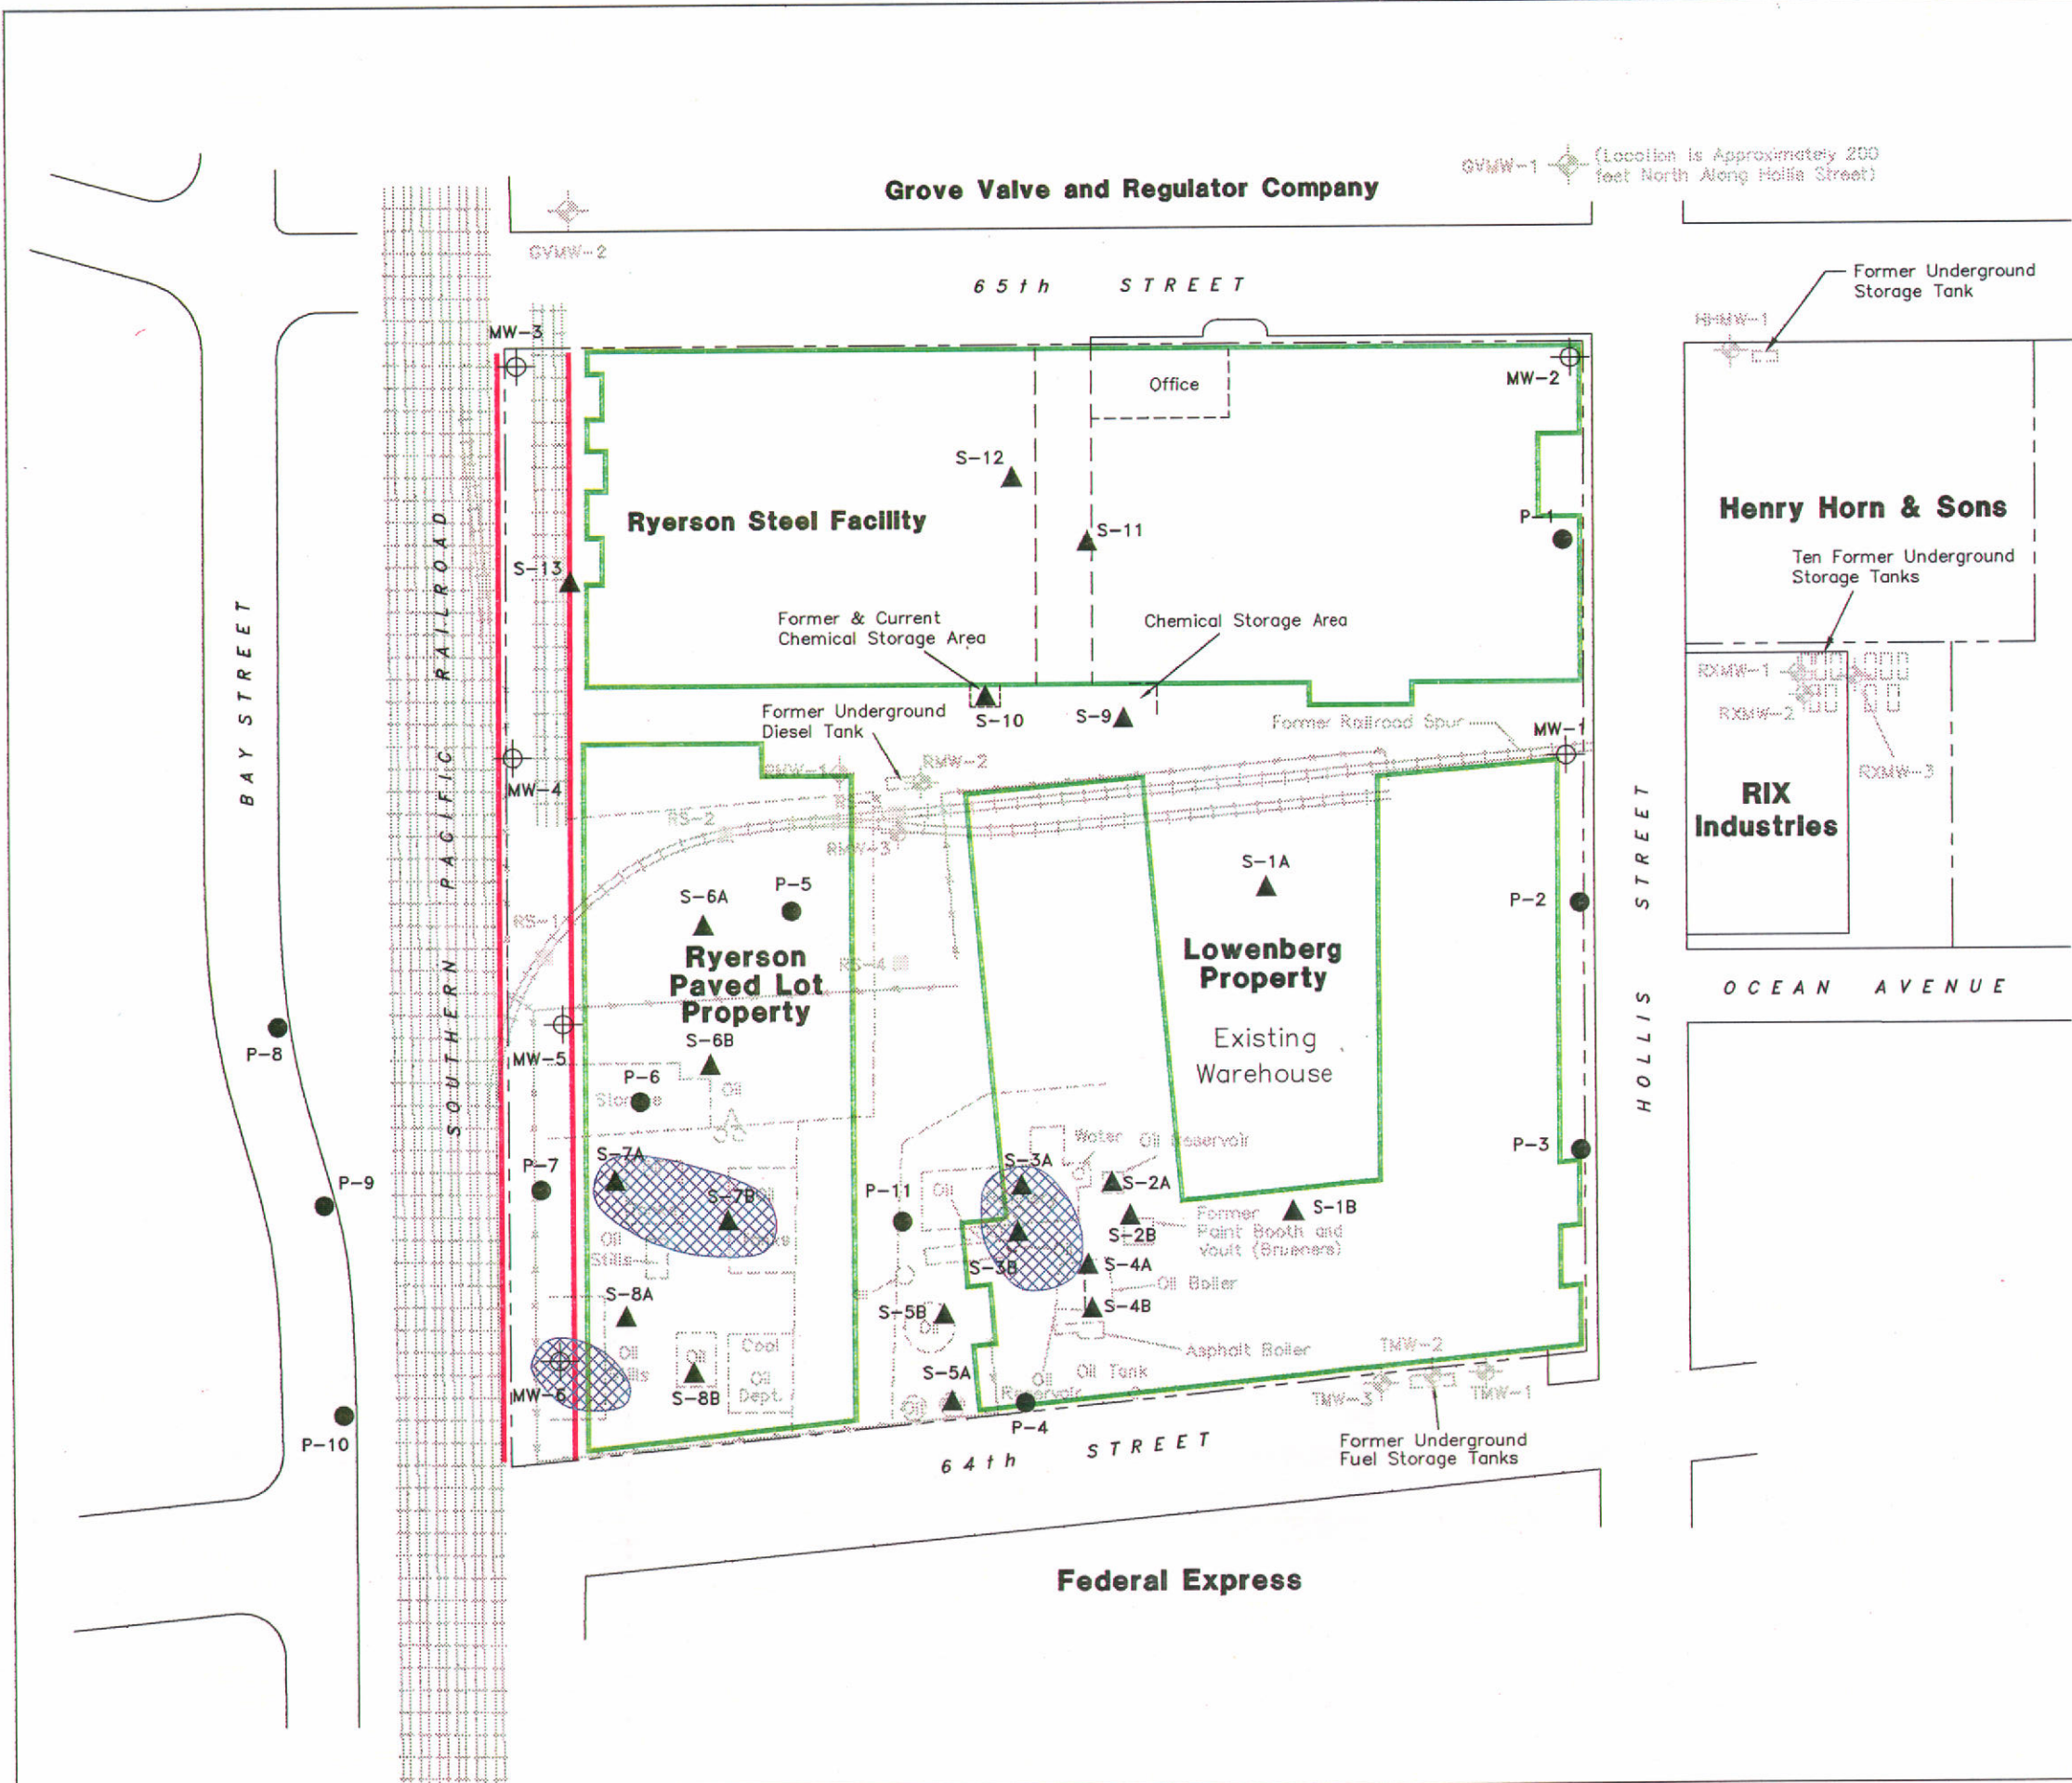 GVMW-1
(Location is Approximately 200
feet North Along Hollis Street)
Grove Valve and Regulator Company
GVMW-2
65th STREET
Former Underground
Storage Tank
HHMW-1
MW-3
MW-2
Office
S-12
Ryerson Steel Facility
S-11
P-1
Henry Horn & Sons
Ten Former Underground
Storage Tanks
S-13
Former & Current
Chemical Storage Area
Chemical Storage Area
S-10
S-9
Former Railroad Spur
MW-1
RXMW-1
RXMW-2
RXMW-3
RIX
Industries
Former Underground
Diesel Tank
RMW-1
RMW-2
MW-4
RS-2
RMW-3
SOUTHERN PACIFIC RAILROAD
BAY STREET
HOLLIS STREET
OCEAN AVENUE
S-6A
P-5
S-1A
P-2
RS-1
Ryerson
Paved Lot
Property
RS-4
Lowenberg
Property
Existing
Warehouse
P-8
MW-5
S-6B
P-6
Oil
Storage
Water
Oil Reservoir
P-3
S-7A
P-7
S-7B
P-9
P-11
Oil
S-3A
S-2A
S-2B
S-1B
Former
Paint Booth and
Vault (Brueners)
Oil
Stills
S-3B
S-4A
Oil Boiler
S-4B
S-8A
S-5B
Oil
Asphalt Boiler
TMW-2
Oil
Oil
Cool
Oil
Dept.
S-8B
MW-6
S-5A
Oil
Reservoir
Oil Tank
TMW-3
TMW-1
P-10
P-4
64th STREET
Former Underground
Fuel Storage Tanks
Federal Express